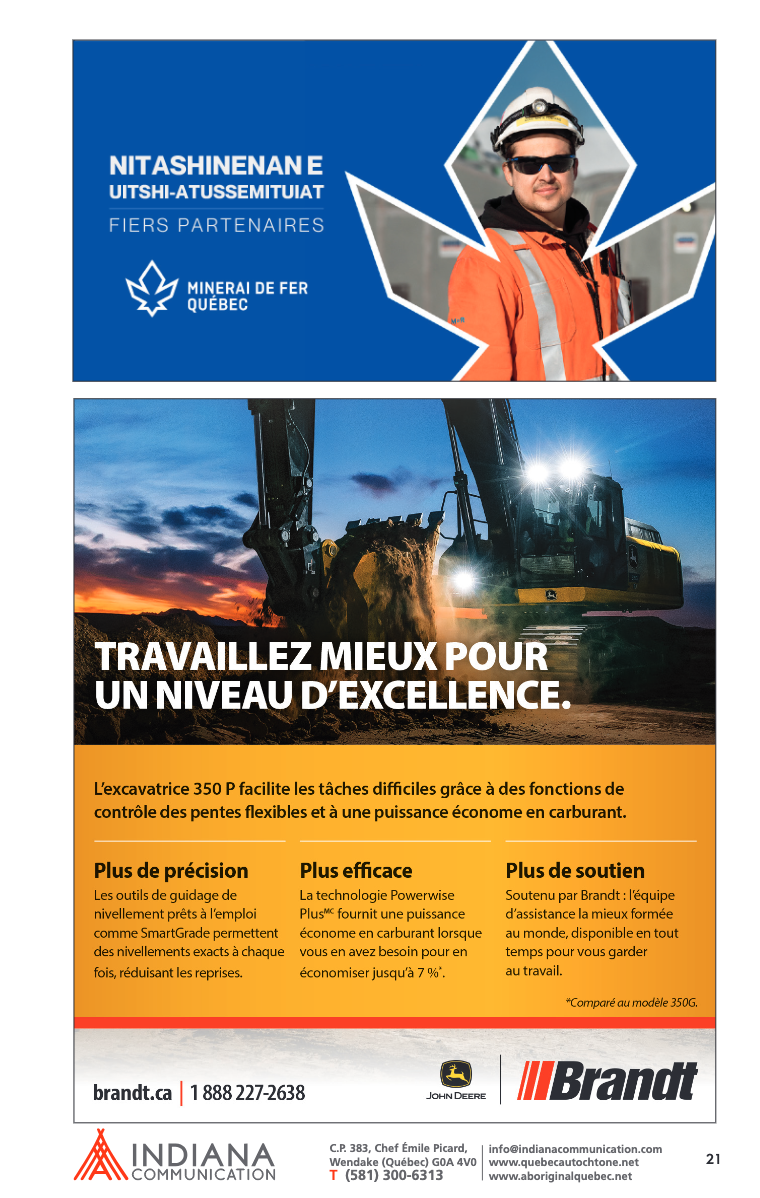 NITASHINENAN E
UITSHI-ATUSSEMITUIAT
FIERS PARTENAIRES
MINERAI DE FER
QUÉBEC
TRAVAILLEZ MIEUX POUR
UN NIVEAU D'EXCELLENCE.
L'excavatrice 350 P facilite les tâches difficiles grâce à des fonctions de
contrôle des pentes flexibles et à une puissance économe en carburant.
Plus de précision
Les outils de guidage de
nivellement prêts à l'emploi
comme SmartGrade permettent
des nivellements exacts à chaque
fois, réduisant les reprises.
Plus efficace
La technologie Powerwise
Plusᴹᶜ fournit une puissance
économe en carburant lorsque
vous en avez besoin pour en
économiser jusqu'à 7 %*.
Plus de soutien
Soutenu par Brandt : l'équipe
d'assistance la mieux formée
au monde, disponible en tout
temps pour vous garder
au travail.
*Comparé au modèle 350G.
brandt.ca | 1 888 227-2638
JOHN DEERE
Brandt
INDIANA
COMMUNICATION
C.P. 383, Chef Émile Picard,
Wendake (Québec) G0A 4V0
T (581) 300-6313
info@indianacommunication.com
www.quebecautochtone.net
www.aboriginalquebec.net
21